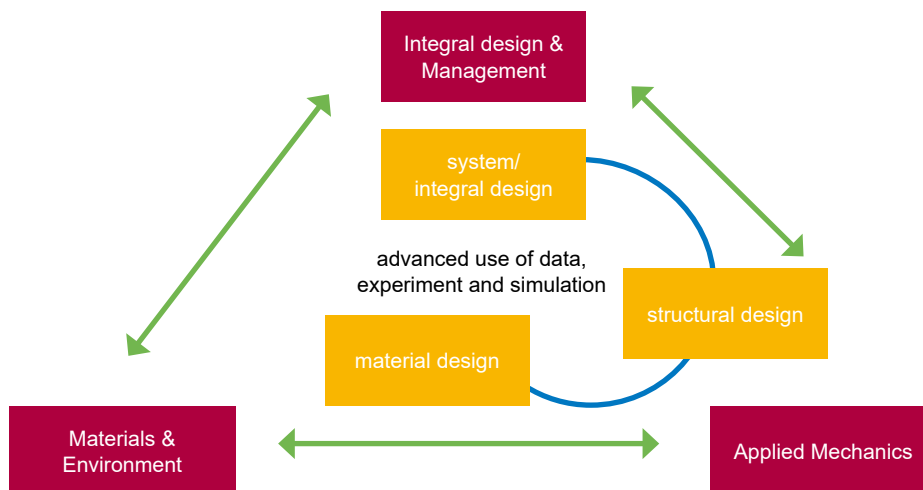 Integral design &
Management
system/
integral design
advanced use of data,
experiment and simulation
structural design
material design
Materials &
Environment
Applied Mechanics